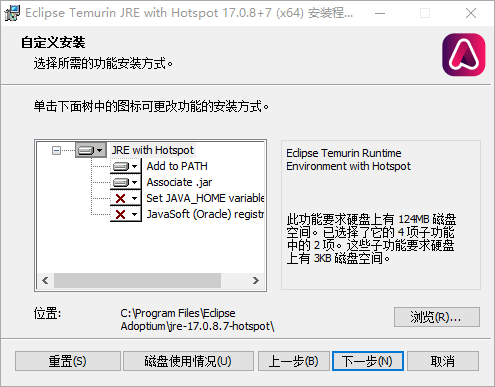 Eclipse Temurin JRE with Hotspot 17.0.8+7 (x64) 安装程...
自定义安装
选择所需的功能安装方式。
单击下面树中的图标可更改功能的安装方式。
JRE with Hotspot
Add to PATH
Associate .jar
Set JAVA_HOME variable
JavaSoft (Oracle) registr
Eclipse Temurin Runtime
Environment with Hotspot
此功能要求硬盘上有 124MB 磁盘
空间。已选择了它的 4 项子功能
中的 2 项。这些子功能要求硬盘
上有 3KB 磁盘空间。
位置:
C:\Program Files\Eclipse
Adoptium\jre-17.0.8.7-hotspot\
浏览(R)...
重置(S)
磁盘使用情况(U)
上一步(B)
下一步(N)
取消